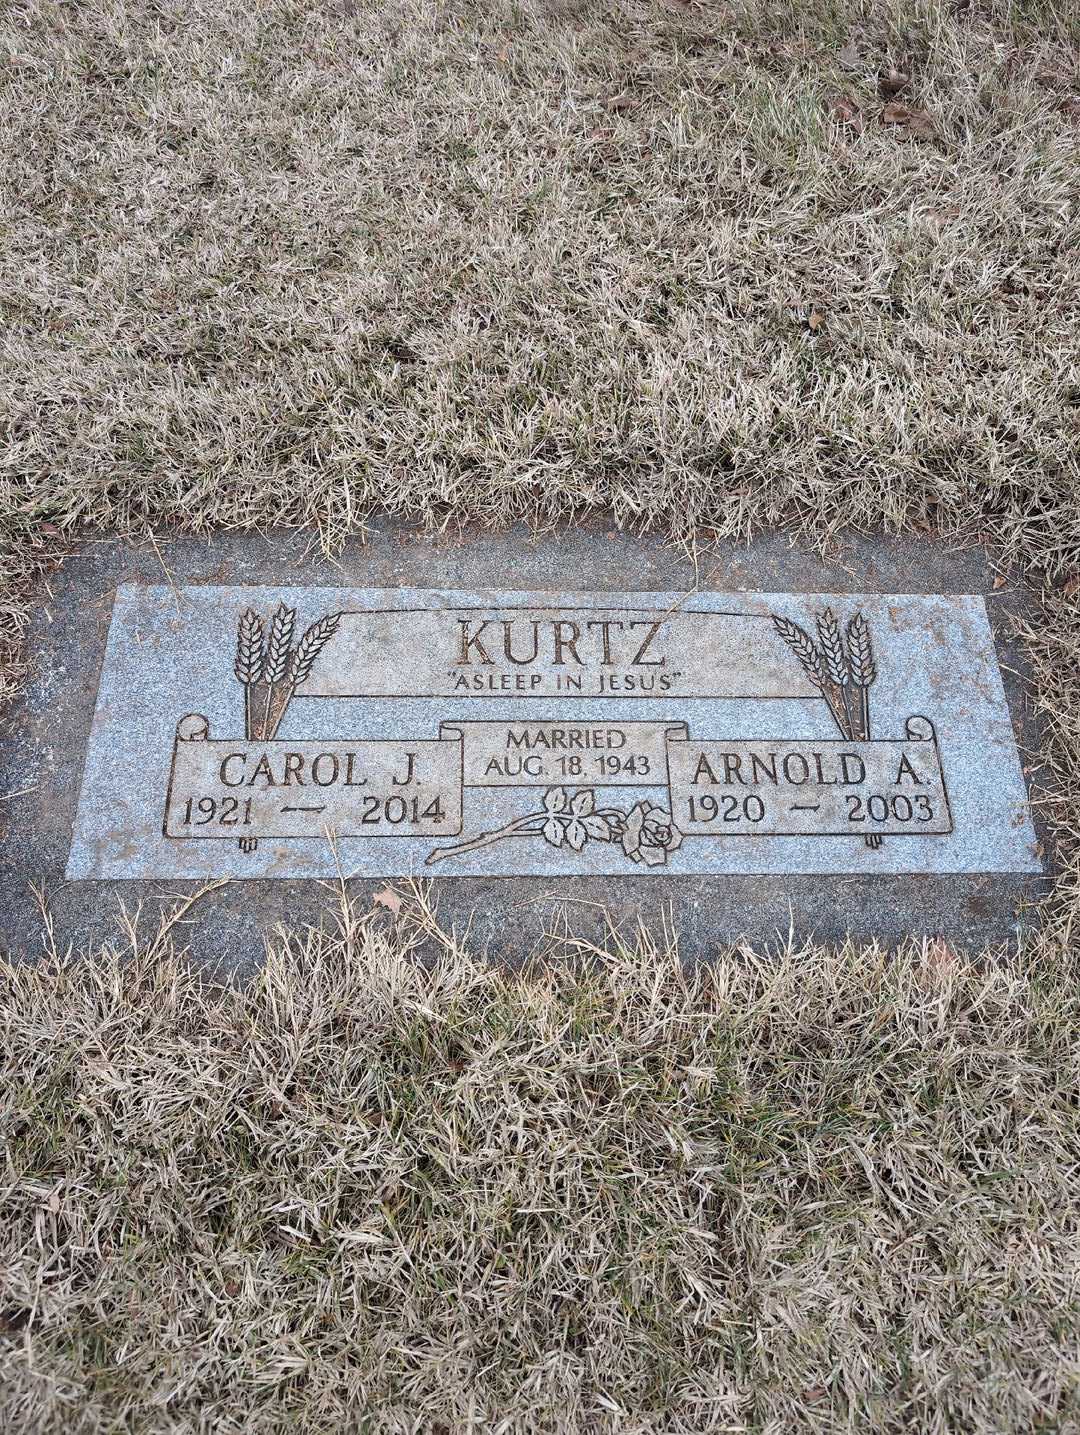 KURTZ
"ASLEEP IN JESUS"
MARRIED
AUG. 18, 1943
CAROL J.
1921 — 2014
ARNOLD A.
1920 — 2003